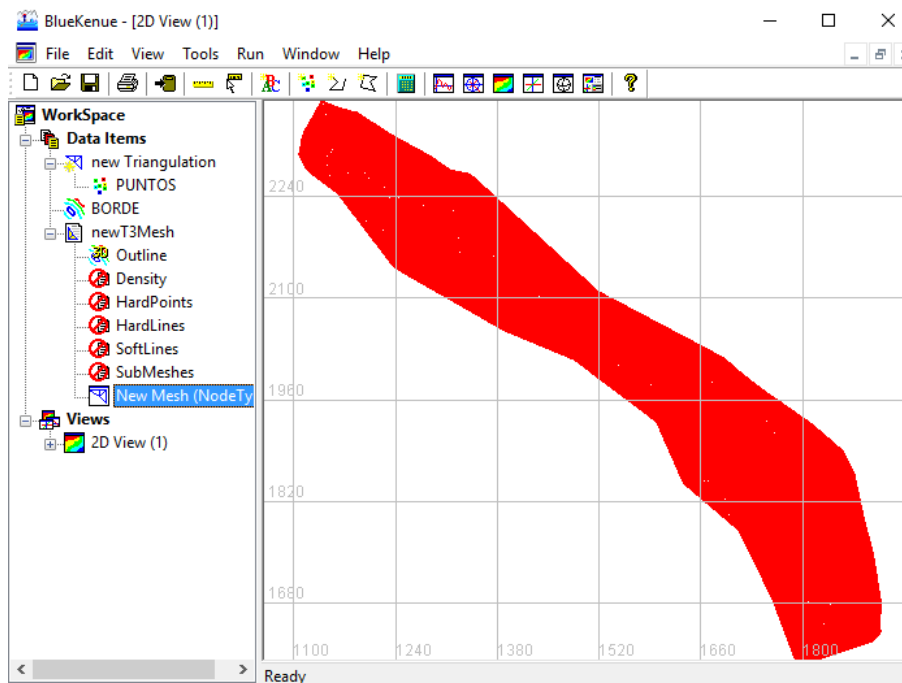 BlueKenue - [2D View (1)]
File Edit View Tools Run Window Help
WorkSpace
Data Items
new Triangulation
PUNTOS
BORDE
newT3Mesh
Outline
Density
HardPoints
HardLines
SoftLines
SubMeshes
New Mesh (NodeTy
Views
2D View (1)
2240
2100
1960
1820
1680
1100 1240 1380 1520 1660 1800
Ready